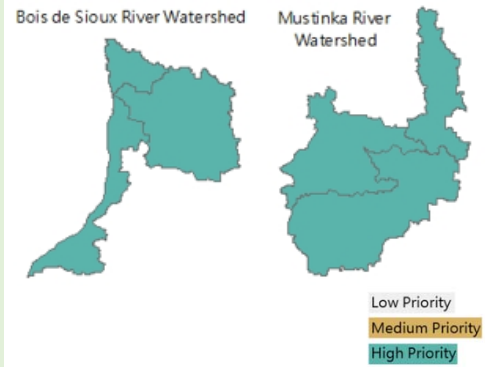 Bois de Sioux River Watershed
Mustinka River
Watershed
Low Priority
Medium Priority
High Priority